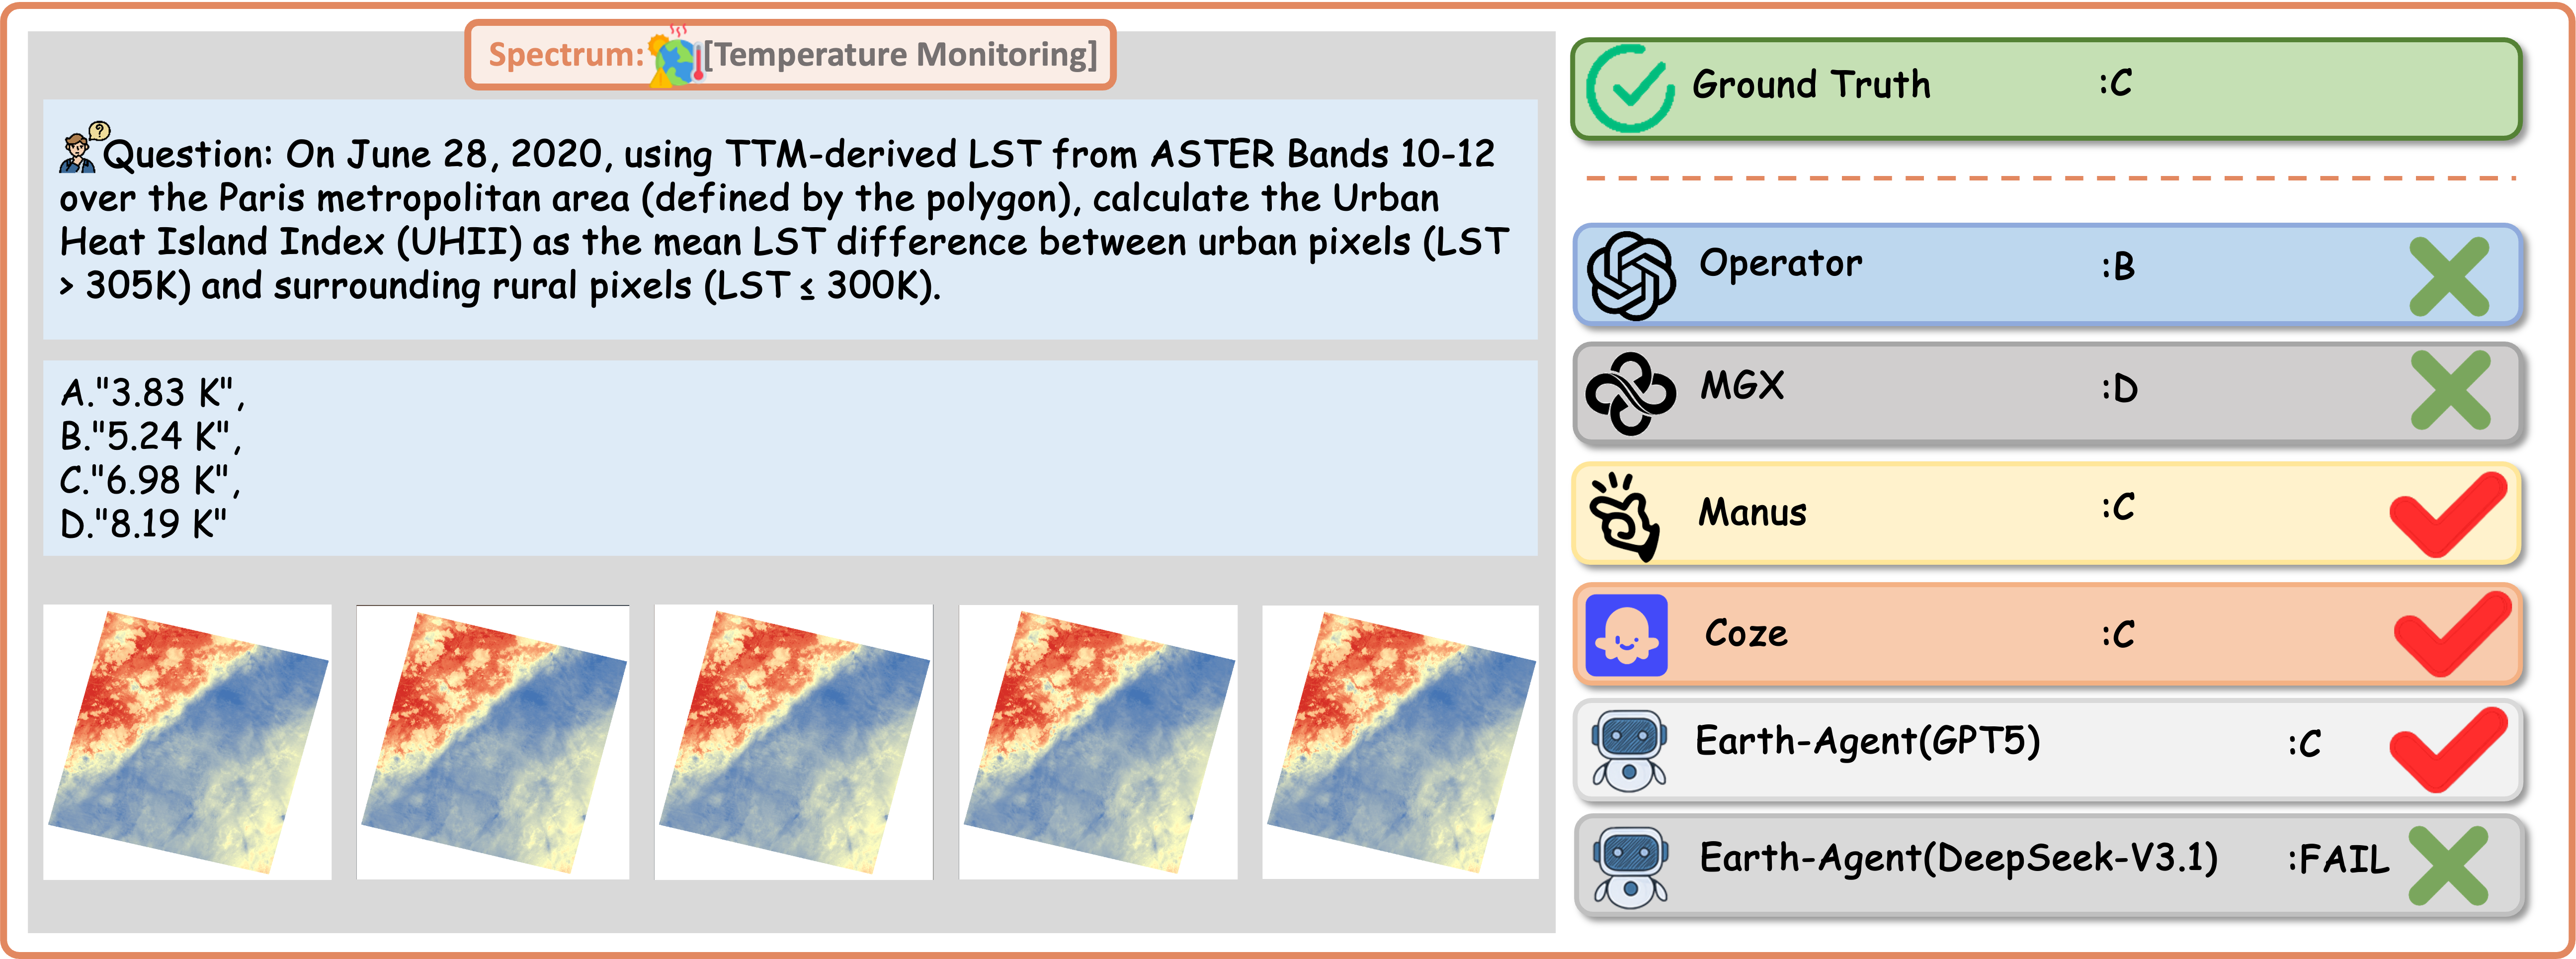 Spectrum: [Temperature Monitoring]
Question: On June 28, 2020, using TTM-derived LST from ASTER Bands 10-12
over the Paris metropolitan area (defined by the polygon), calculate the Urban
Heat Island Index (UHII) as the mean LST difference between urban pixels (LST
> 305K) and surrounding rural pixels (LST ≤ 300K).
A."3.83 K",
B."5.24 K",
C."6.98 K",
D."8.19 K"
Ground Truth :C
Operator :B
MGX :D
Manus :C
Coze :C
Earth-Agent(GPT5) :C
Earth-Agent(DeepSeek-V3.1) :FAIL